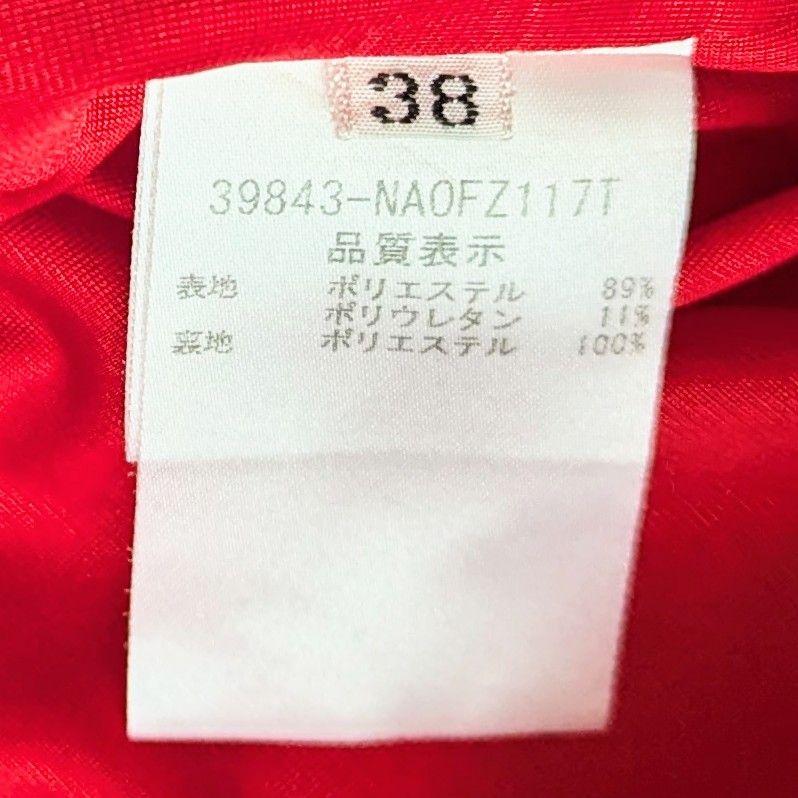 38
39843-NAOFZ117T
品質表示
表地 ポリエステル 89%
ポリウレタン 11%
裏地 ポリエステル 100%